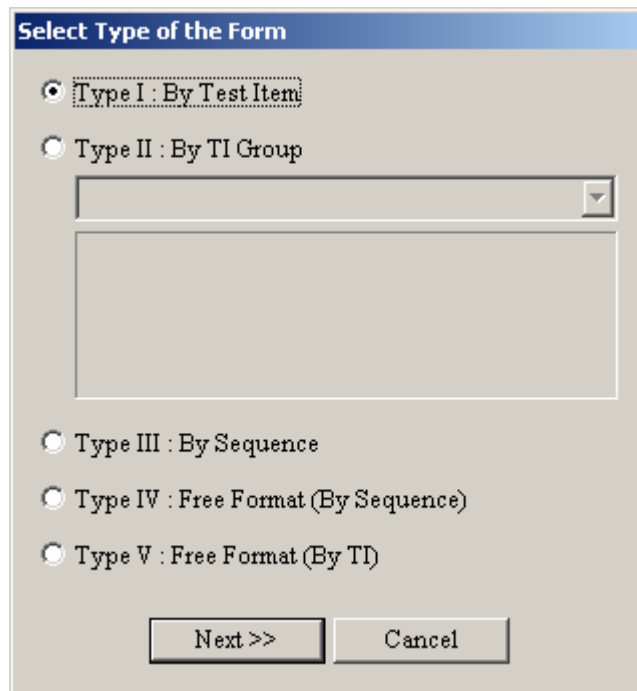 Select Type of the Form
Type I : By Test Item
Type II : By TI Group
Type III : By Sequence
Type IV : Free Format (By Sequence)
Type V : Free Format (By TI)
Next >>
Cancel